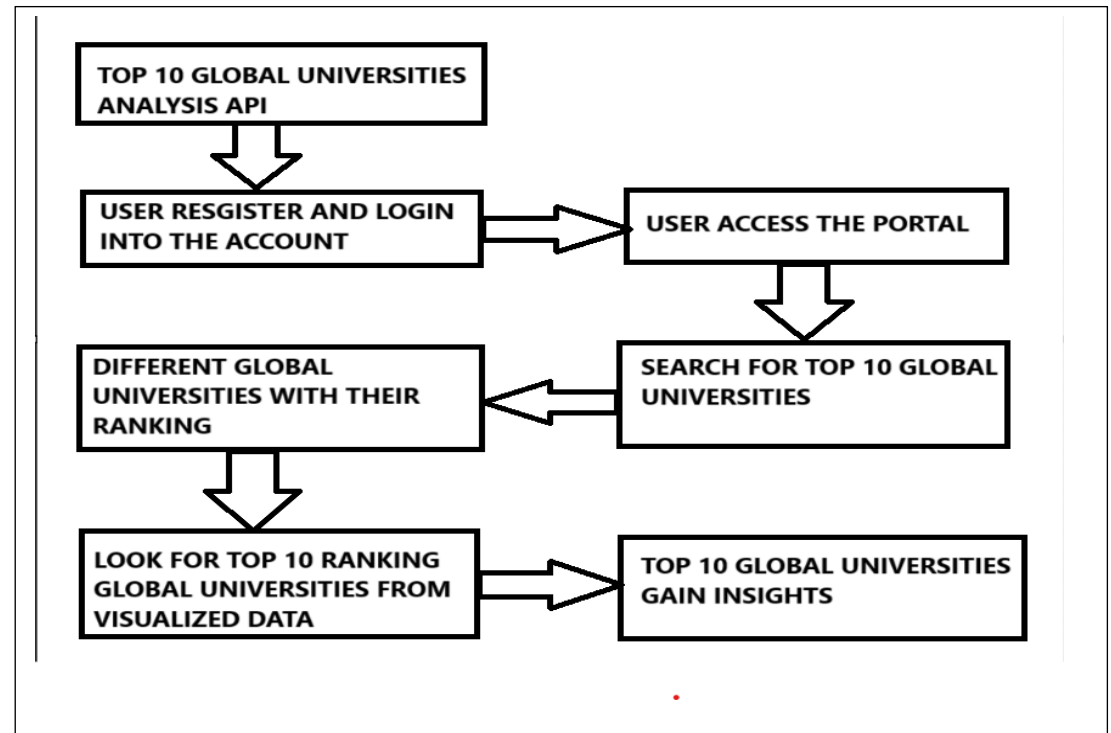 TOP 10 GLOBAL UNIVERSITIES
ANALYSIS API
USER RESGISTER AND LOGIN
INTO THE ACCOUNT
USER ACCESS THE PORTAL
SEARCH FOR TOP 10 GLOBAL
UNIVERSITIES
DIFFERENT GLOBAL
UNIVERSITIES WITH THEIR
RANKING
LOOK FOR TOP 10 RANKING
GLOBAL UNIVERSITIES FROM
VISUALIZED DATA
TOP 10 GLOBAL UNIVERSITIES
GAIN INSIGHTS